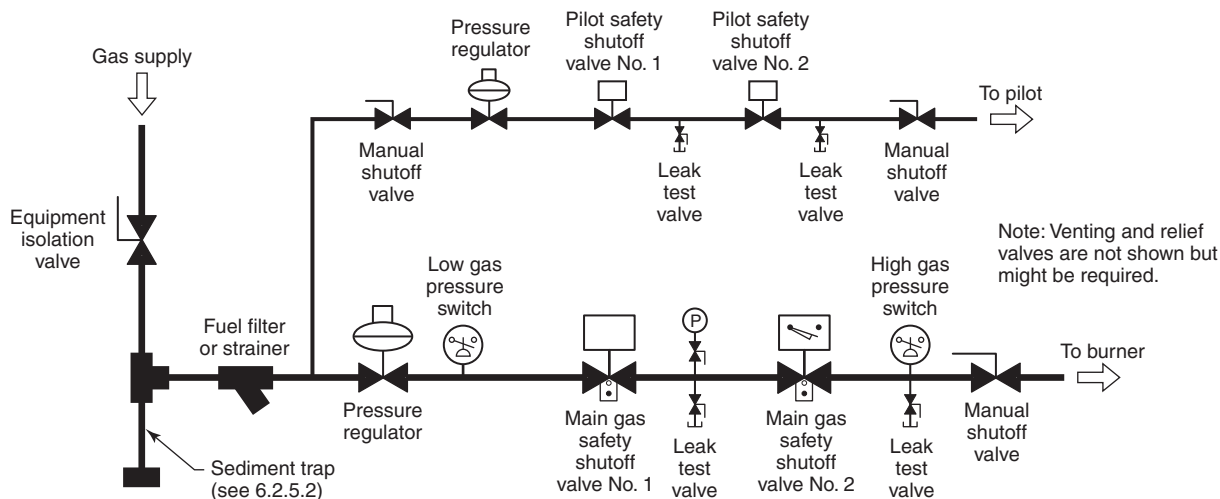 Gas supply
Pressure
regulator
Pilot safety
shutoff
valve No. 1
Pilot safety
shutoff
valve No. 2
To pilot
Manual
shutoff
valve
Leak
test
valve
Leak
test
valve
Manual
shutoff
valve
Equipment
isolation
valve
Note: Venting and relief
valves are not shown but
might be required.
Low gas
pressure
switch
High gas
pressure
switch
Fuel filter
or strainer
P
To burner
Pressure
regulator
Main gas
safety
shutoff
valve No. 1
Leak
test
valve
Main gas
safety
shutoff
valve No. 2
Leak
test
valve
Manual
shutoff
valve
Sediment trap
(see 6.2.5.2)